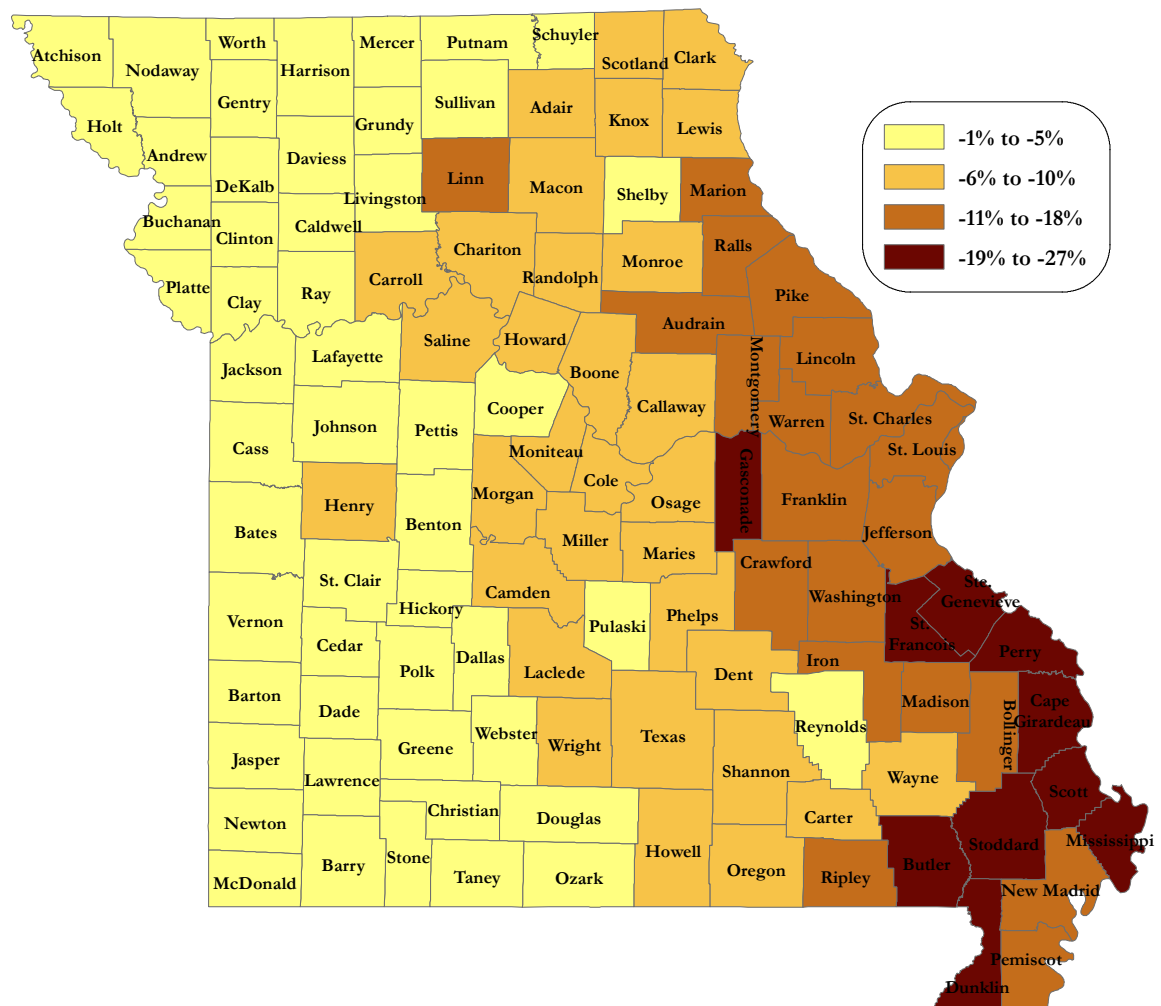 Atchison
Nodaway
Worth
Harrison
Mercer
Putnam
Schuyler
Scotland
Clark
Holt
Gentry
Grundy
Sullivan
Adair
Knox
Lewis
Andrew
DeKalb
Daviess
Livingston
Linn
Macon
Shelby
Marion
Buchanan
Clinton
Caldwell
Carroll
Chariton
Randolph
Monroe
Ralls
Pike
Platte
Clay
Ray
Saline
Howard
Boone
Audrain
Montgomery
Lincoln
Jackson
Lafayette
Cooper
Callaway
Warren
St. Charles
St. Louis
Cass
Johnson
Pettis
Moniteau
Cole
Osage
Gasconade
Franklin
Jefferson
Bates
Henry
Benton
Morgan
Miller
Maries
Crawford
Washington
Ste.
Genevieve
St.
Francois
Perry
Vernon
St. Clair
Hickory
Camden
Pulaski
Phelps
Cedar
Polk
Dallas
Laclede
Dent
Iron
Madison
Bollinger
Cape
Girardeau
Barton
Dade
Greene
Webster
Wright
Texas
Shannon
Reynolds
Wayne
Scott
Mississippi
Jasper
Lawrence
Christian
Douglas
Howell
Carter
Butler
Stoddard
Newton
Barry
Stone
Taney
Ozark
Oregon
Ripley
New Madrid
McDonald
Pemiscot
Dunklin
-1% to -5%
-6% to -10%
-11% to -18%
-19% to -27%